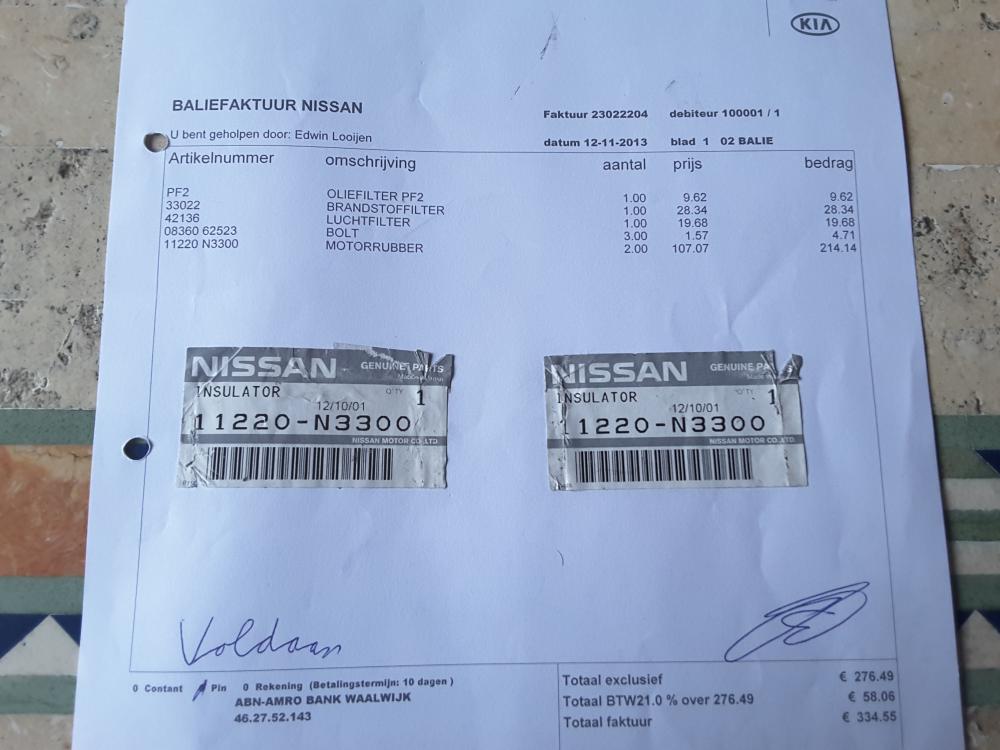 KIA
BALIEFAKTUUR NISSAN
Faktuur 23022204 debiteur 100001 / 1
U bent geholpen door: Edwin Looijen
datum 12-11-2013 blad 1 02 BALIE
Artikelnummer omschrijving aantal prijs bedrag
PF2 OLIEFILTER PF2 1.00 9.62 9.62
33022 BRANDSTOFFILTER 1.00 28.34 28.34
42136 LUCHTFILTER 1.00 19.68 19.68
08360 62523 BOLT 3.00 1.57 4.71
11220 N3300 MOTORRUBBER 2.00 107.07 214.14
NISSAN GENUINE PARTS
INSULATOR Q'TY 1
12/10/01
11220-N3300
NISSAN MOTOR CO.,LTD.
NISSAN GENUINE PARTS
INSULATOR Q'TY 1
12/10/01
11220-N3300
NISSAN MOTOR CO.,LTD.
Voldaan
0 Contant Pin 0 Rekening (Betalingstermijn: 10 dagen )
ABN-AMRO BANK WAALWIJK
46.27.52.143
Totaal exclusief € 276.49
Totaal BTW21.0 % over 276.49 € 58.06
Totaal faktuur € 334.55